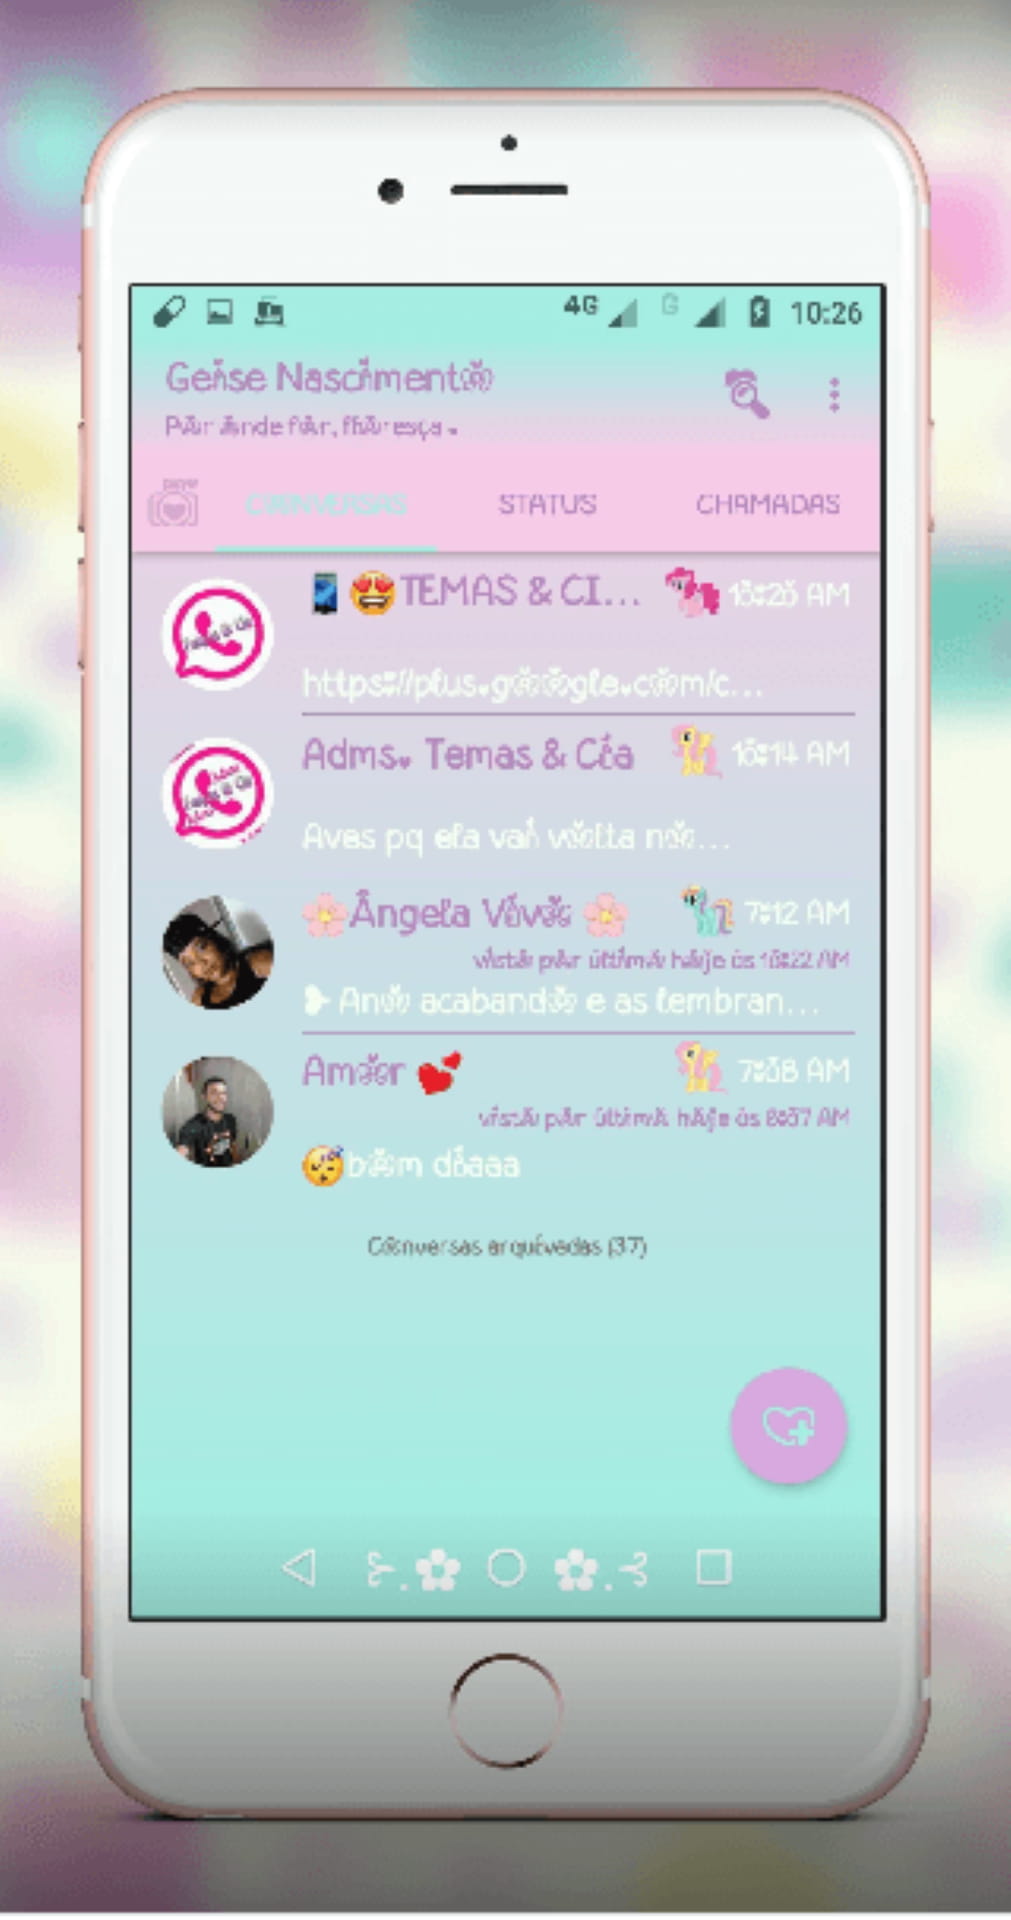 4G G 10:26
Geise Nascimento
Por onde for, floresça
CONVERSAS STATUS CHAMADAS
TEMAS & CI... 10:26 AM
https://plus.google.com/c...
Adms. Temas & Cia 10:14 AM
Aves pq ela vai volta no...
Ângela Vivo 7:12 AM
visto por último hoje às 10:22 AM
Ano acabando e as lembran...
Amoor 7:08 AM
visto por último hoje às 8:07 AM
bom diaaa
Conversas arquivadas (37)